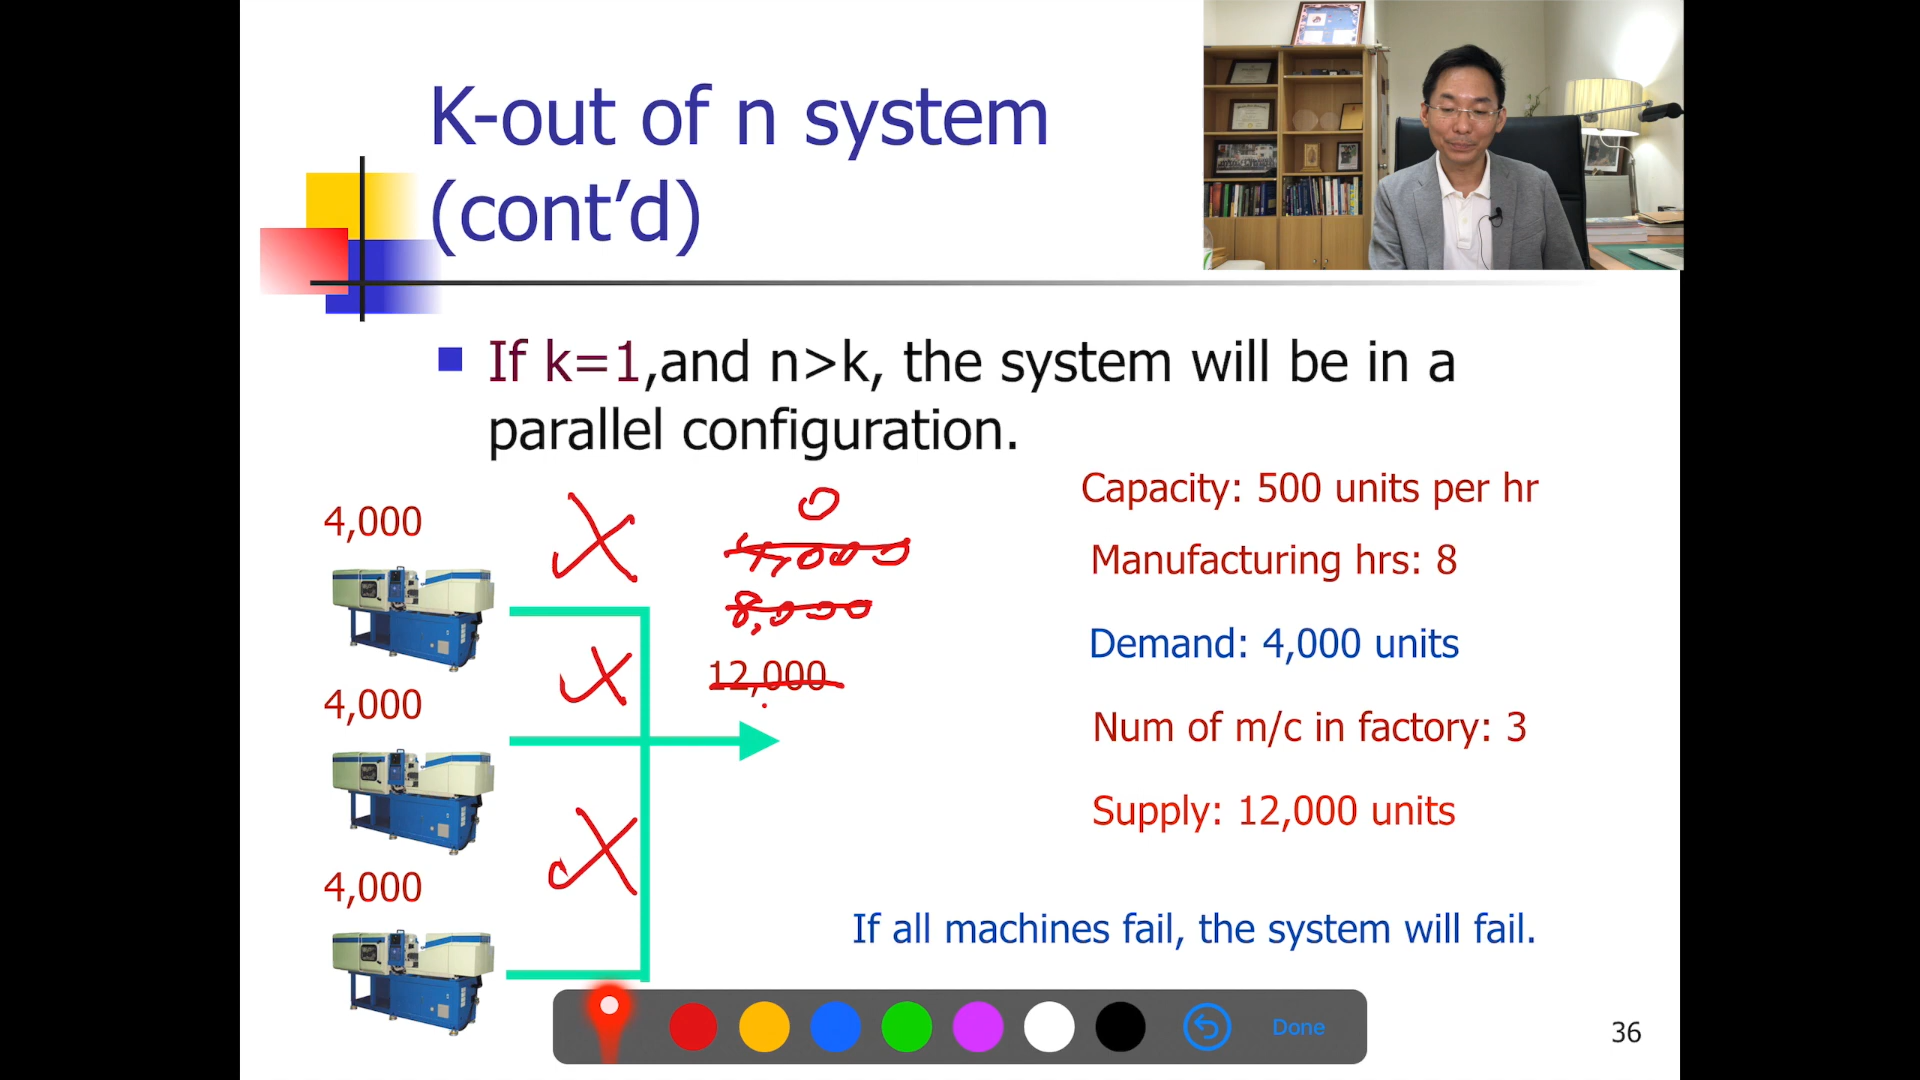 K-out of n system
(cont’d)
If k=1,and n>k, the system will be in a
parallel configuration.
4,000
4,000
4,000
0
4,000
8,000
12,000
Capacity: 500 units per hr
Manufacturing hrs: 8
Demand: 4,000 units
Num of m/c in factory: 3
Supply: 12,000 units
If all machines fail, the system will fail.
Done
36